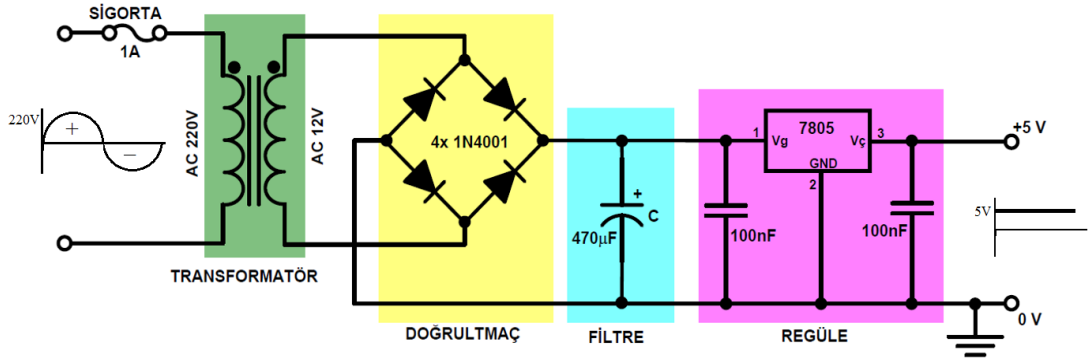 SİGORTA
1A
220V
+
−
AC 220V
AC 12V
TRANSFORMATÖR
4x 1N4001
DOĞRULTMAÇ
+
C
470µF
FİLTRE
1
7805
3
Vg
Vç
GND
2
100nF
100nF
REGÜLE
+5 V
5V
0 V